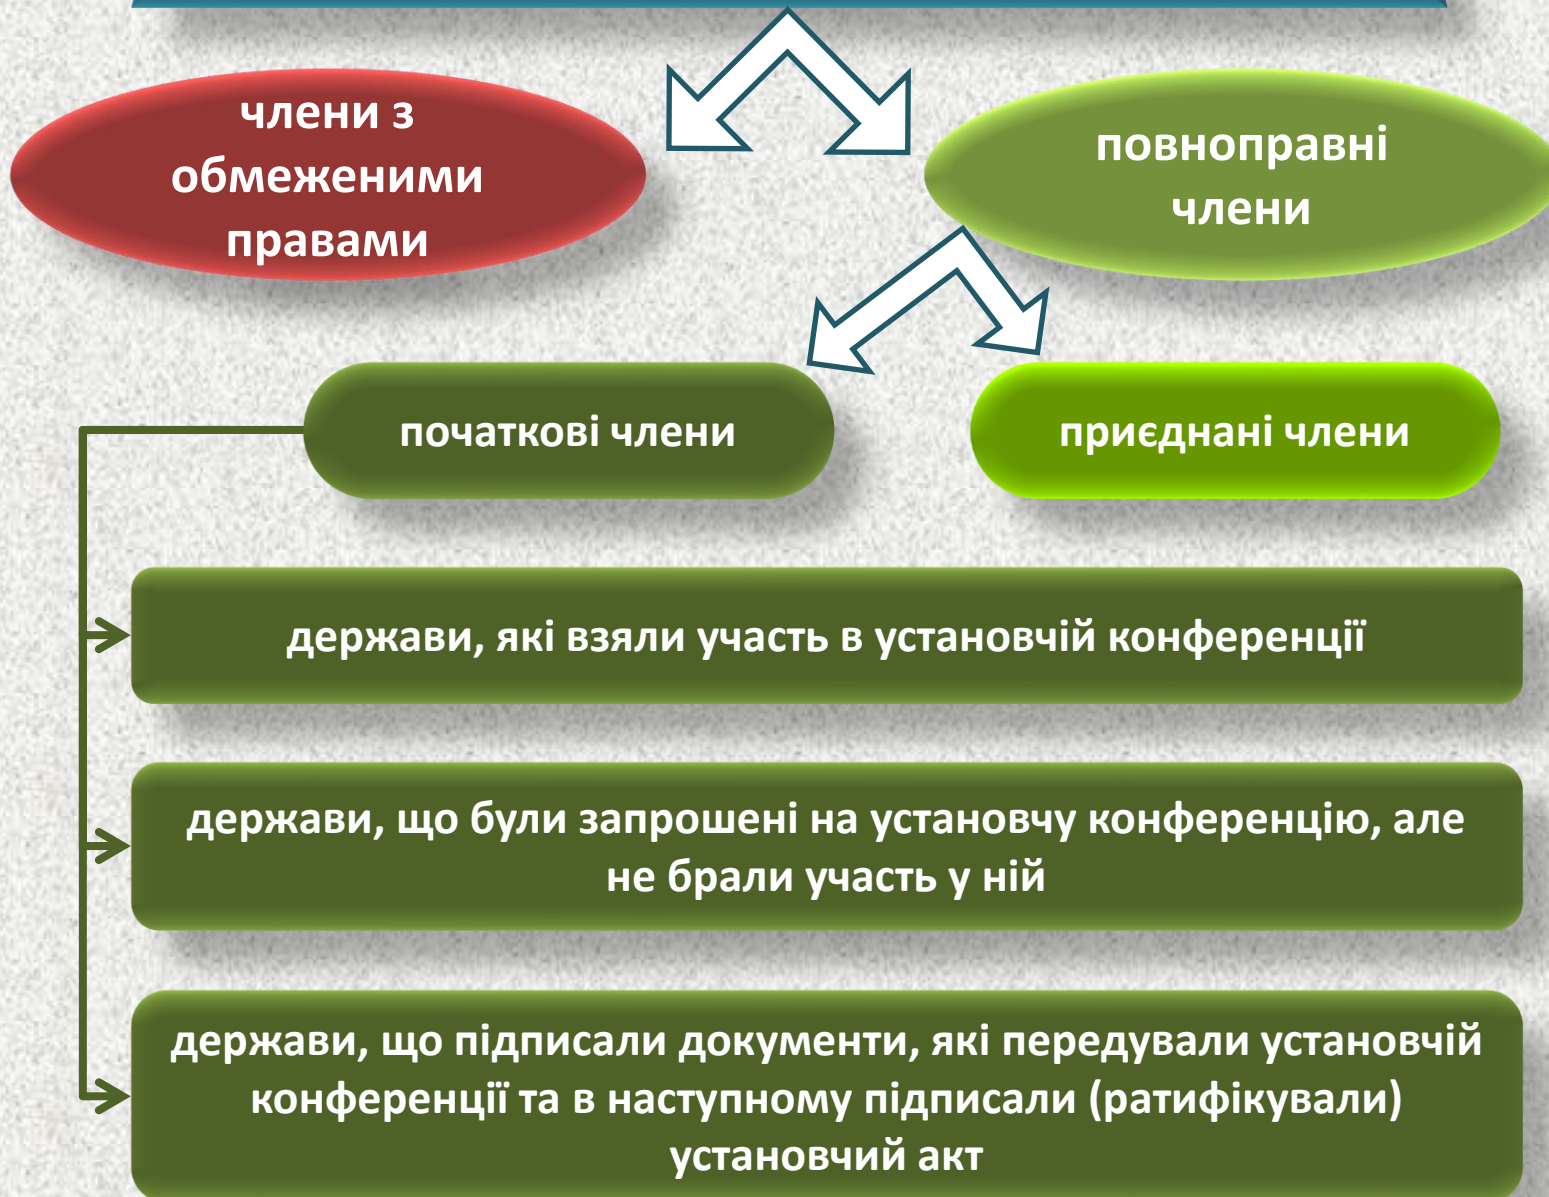 члени з
обмеженими
правами
повноправні
члени
початкові члени
приєднані члени
держави, які взяли участь в установчій конференції
держави, що були запрошені на установчу конференцію, але
не брали участь у ній
держави, що підписали документи, які передували установчій
конференції та в наступному підписали (ратифікували)
установчий акт